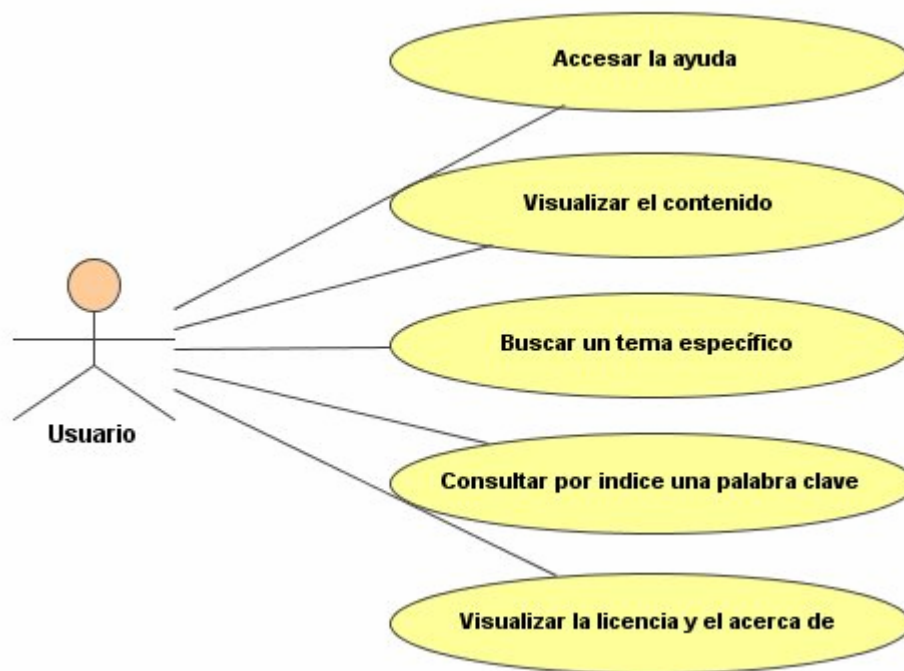 Accesar la ayuda
Visualizar el contenido
Buscar un tema específico
Usuario
Consultar por indice una palabra clave
Visualizar la licencia y el acerca de